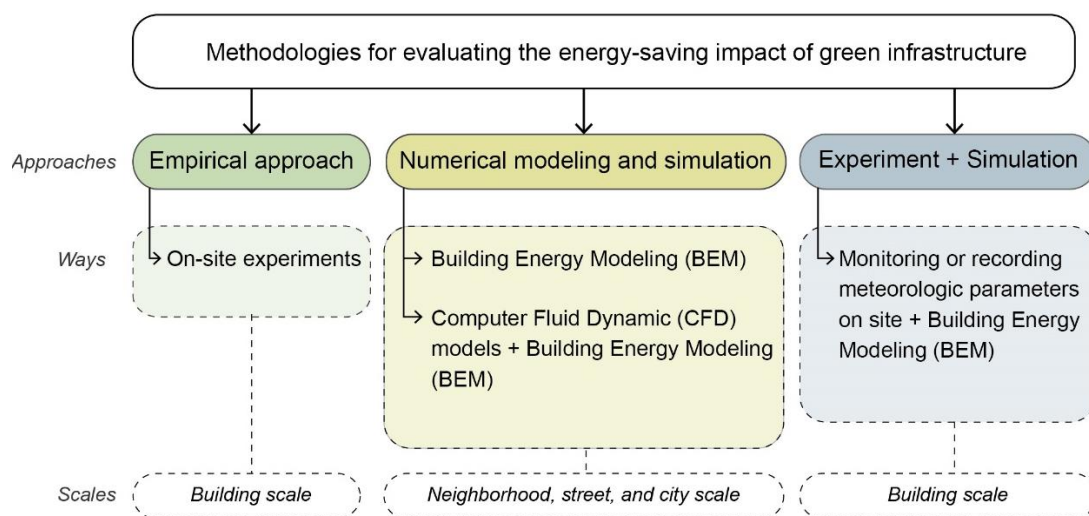 Methodologies for evaluating the energy-saving impact of green infrastructure
Approaches
Empirical approach
Numerical modeling and simulation
Experiment + Simulation
Ways
On-site experiments
Building Energy Modeling (BEM)
Computer Fluid Dynamic (CFD)
models + Building Energy Modeling
(BEM)
Monitoring or recording
meteorologic parameters
on site + Building Energy
Modeling (BEM)
Scales
Building scale
Neighborhood, street, and city scale
Building scale